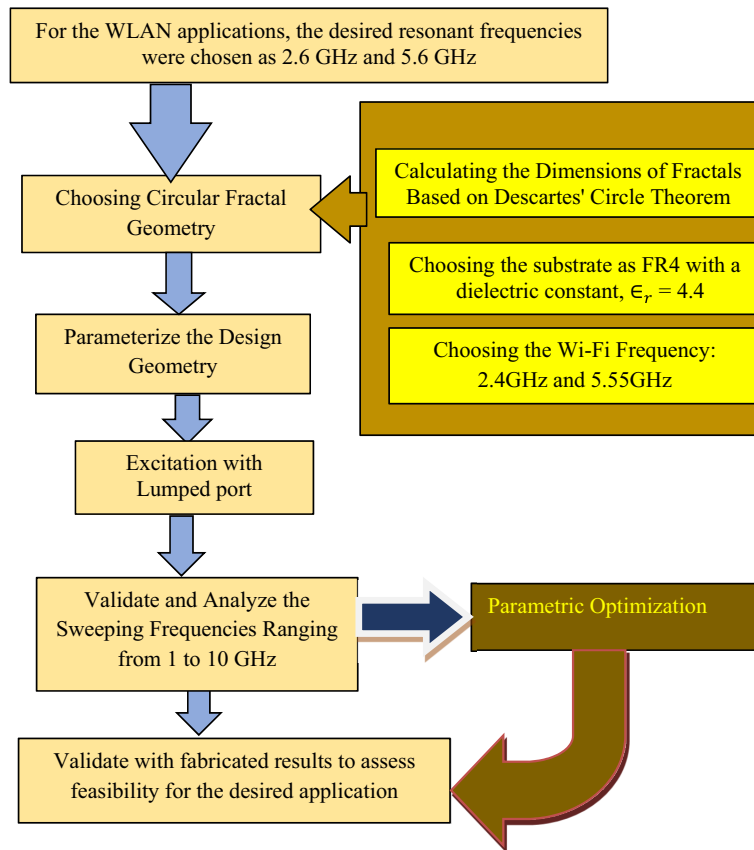 For the WLAN applications, the desired resonant frequencies
were chosen as 2.6 GHz and 5.6 GHz
Choosing Circular Fractal
Geometry
Calculating the Dimensions of Fractals
Based on Descartes' Circle Theorem
Choosing the substrate as FR4 with a
dielectric constant, ∈𝑟 = 4.4
Choosing the Wi-Fi Frequency:
2.4GHz and 5.55GHz
Parameterize the Design
Geometry
Excitation with
Lumped port
Validate and Analyze the
Sweeping Frequencies Ranging
from 1 to 10 GHz
Parametric Optimization
Validate with fabricated results to assess
feasibility for the desired application